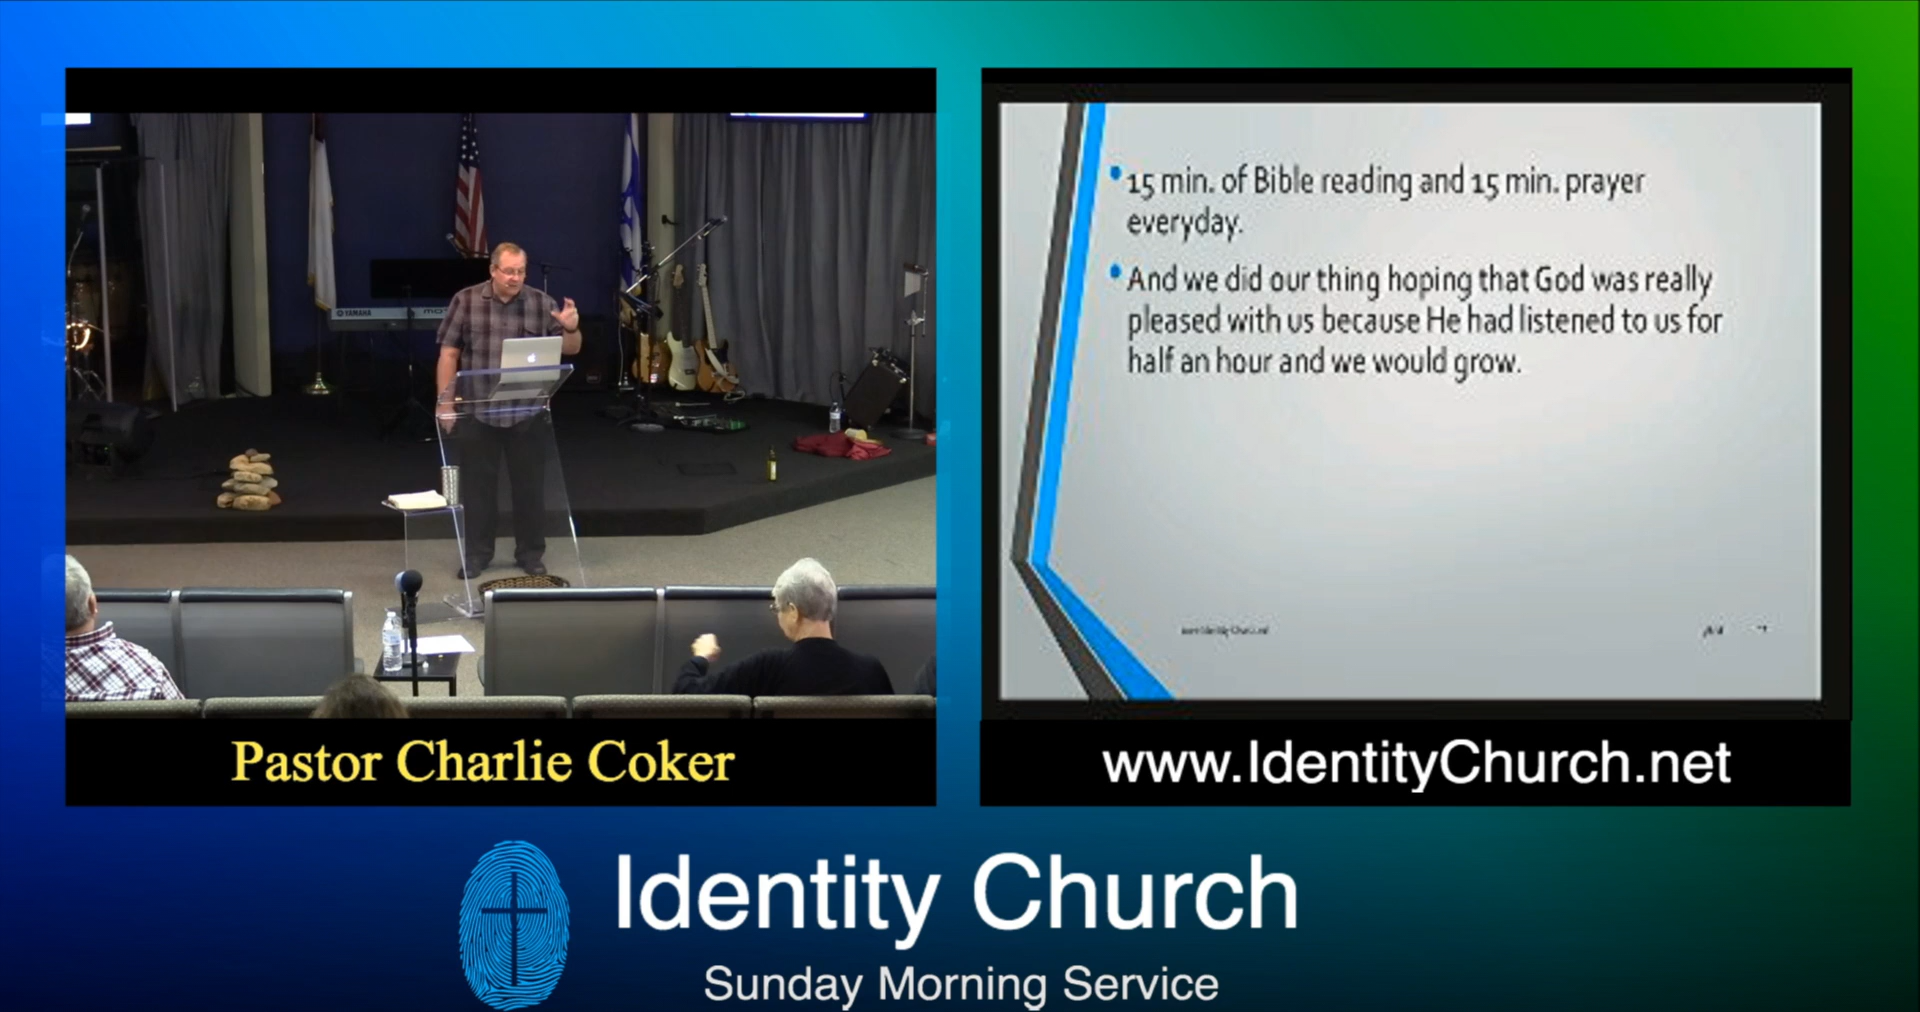 YAMAHA
• 15 min. of Bible reading and 15 min. prayer
everyday.
• And we did our thing hoping that God was really
pleased with us because He had listened to us for
half an hour and we would grow.
Pastor Charlie Coker
www.IdentityChurch.net
Identity Church
Sunday Morning Service